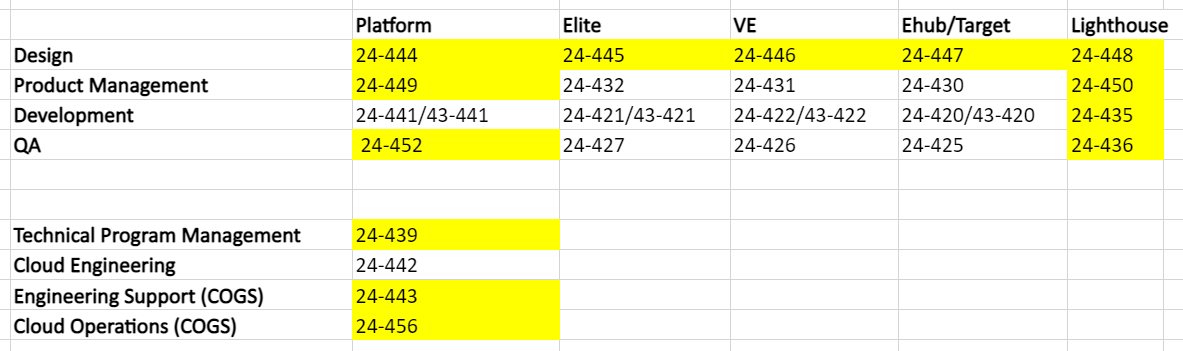 Platform Elite VE Ehub/Target Lighthouse
Design 24-444 24-445 24-446 24-447 24-448
Product Management 24-449 24-432 24-431 24-430 24-450
Development 24-441/43-441 24-421/43-421 24-422/43-422 24-420/43-420 24-435
QA 24-452 24-427 24-426 24-425 24-436
Technical Program Management 24-439
Cloud Engineering 24-442
Engineering Support (COGS) 24-443
Cloud Operations (COGS) 24-456